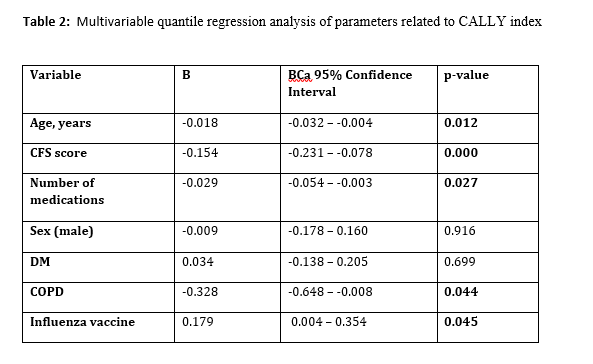 Table 2: Multivariable quantile regression analysis of parameters related to CALLY index
Variable B BCa 95% Confidence p-value
Interval
Age, years -0.018 -0.032 – -0.004 0.012
CFS score -0.154 -0.231 – -0.078 0.000
Number of -0.029 -0.054 – -0.003 0.027
medications
Sex (male) -0.009 -0.178 – 0.160 0.916
DM 0.034 -0.138 – 0.205 0.699
COPD -0.328 -0.648 – -0.008 0.044
Influenza vaccine 0.179 0.004 – 0.354 0.045